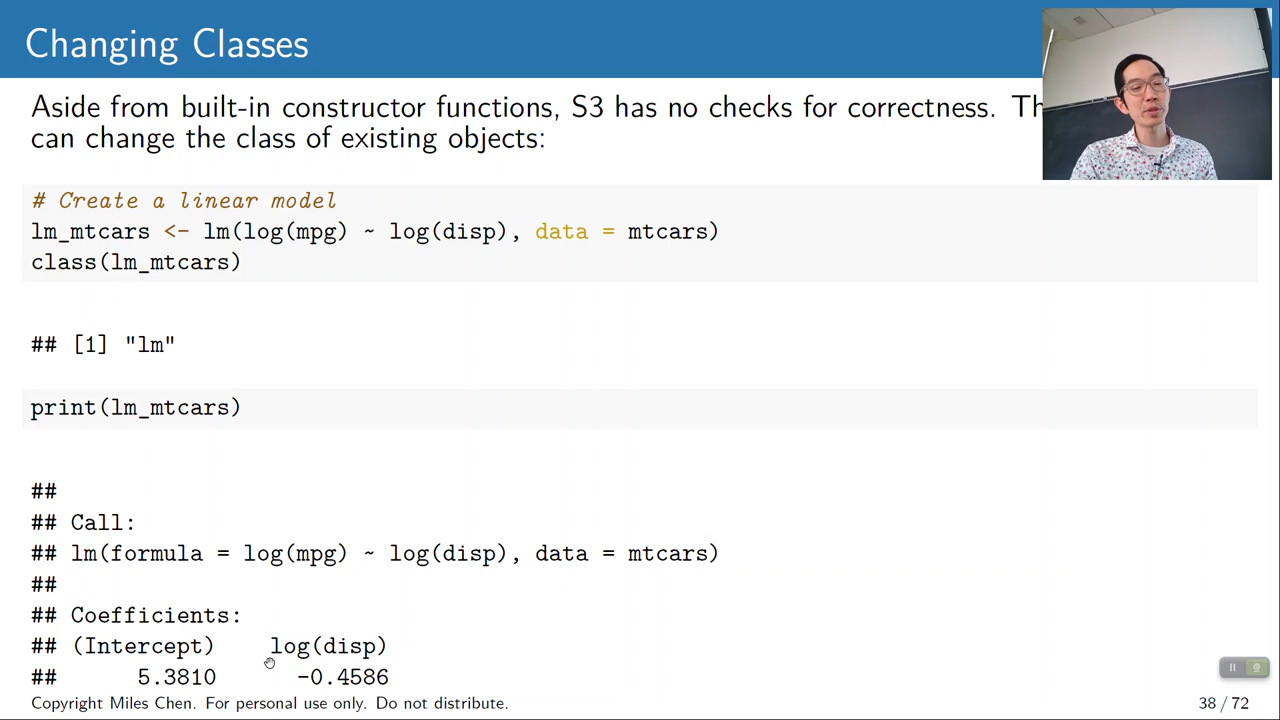 Changing Classes
Aside from built-in constructor functions, S3 has no checks for correctness.
can change the class of existing objects:
# Create a linear model
lm_mtcars <- lm(log(mpg) ~ log(disp), data = mtcars)
class(lm_mtcars)
## [1] "lm"
print(lm_mtcars)
##
## Call:
## lm(formula = log(mpg) ~ log(disp), data = mtcars)
##
## Coefficients:
## (Intercept)    log(disp)
##      5.3810      -0.4586
Copyright Miles Chen. For personal use only. Do not distribute.
38 / 72